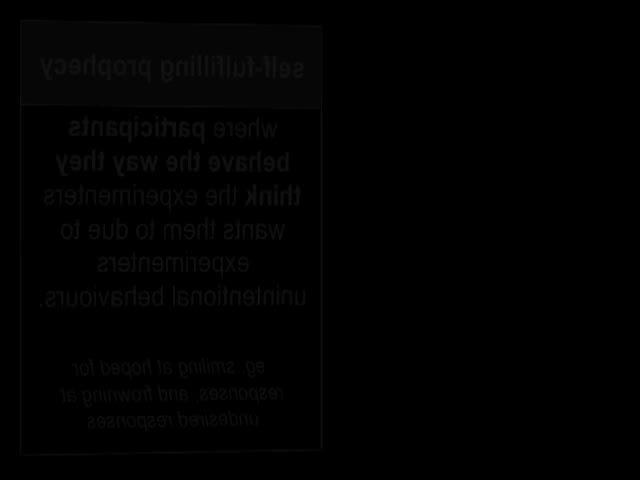 self-fulfilling prophecy
where participants
behave the way they
think the experimenters
wants them to due to
experimenters
unintentional behaviours.
eg. smiling at hoped for
responses, and frowning at
undesired responses